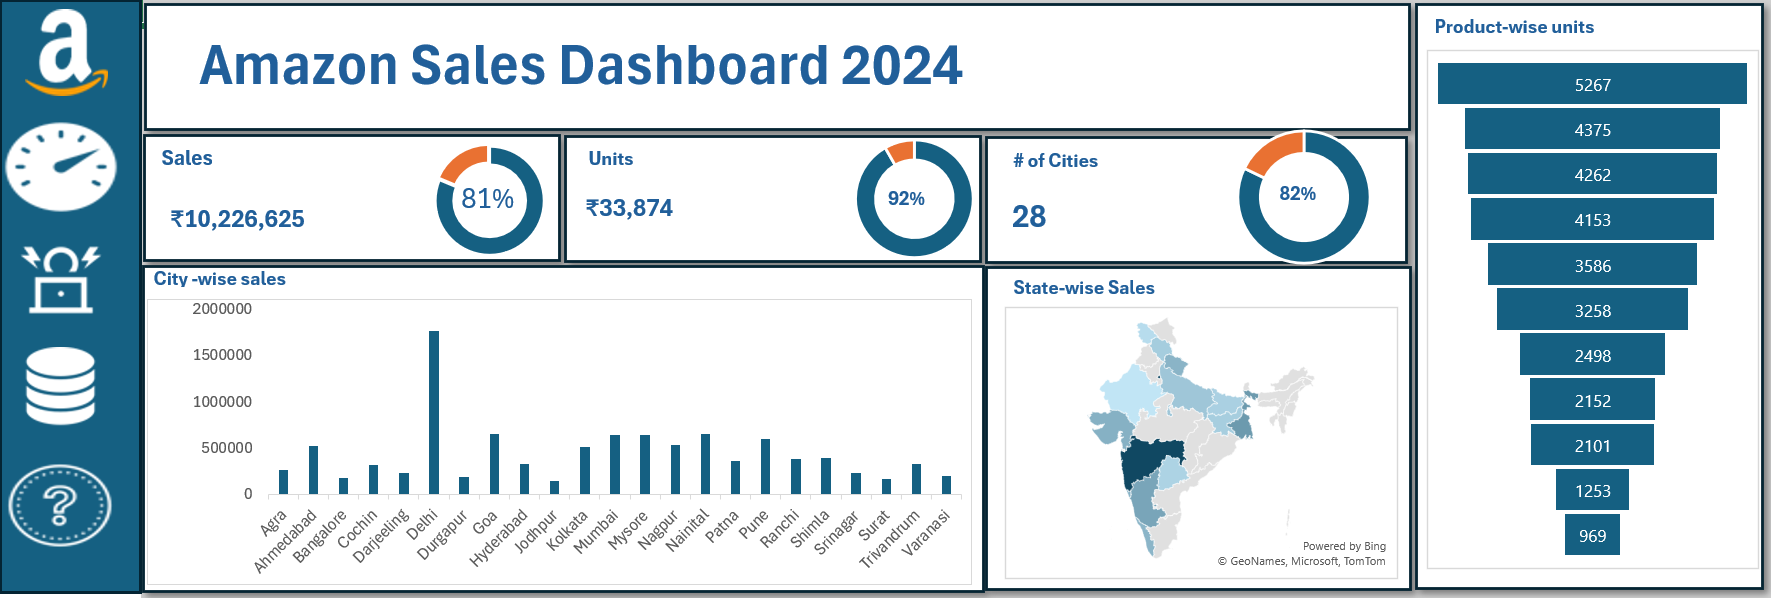 a
Amazon Sales Dashboard 2024
Sales
₹10,226,625
81%
Units
₹33,874
92%
# of Cities
28
82%
City -wise sales
2000000
1500000
1000000
500000
0
Agra
Ahmedabad
Bangalore
Cochin
Darjeeling
Delhi
Durgapur
Goa
Hyderabad
Jodhpur
Kolkata
Mumbai
Mysore
Nagpur
Nainital
Patna
Pune
Ranchi
Shimla
Srinagar
Surat
Trivandrum
Varanasi
State-wise Sales
Powered by Bing
© GeoNames, Microsoft, TomTom
Product-wise units
5267
4375
4262
4153
3586
3258
2498
2152
2101
1253
969
?